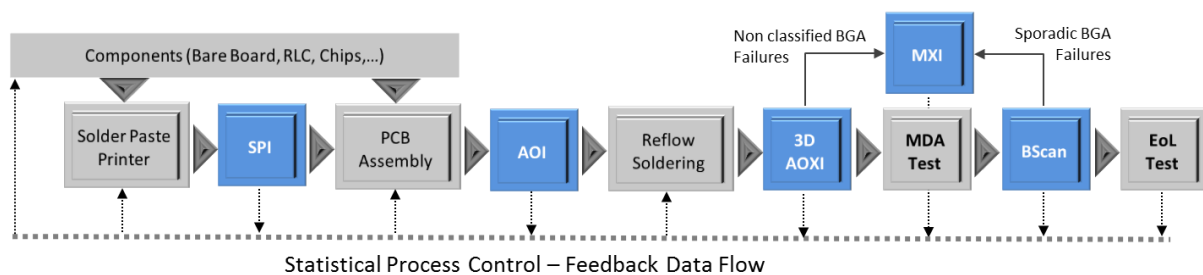 Components (Bare Board, RLC, Chips,...)
Non classified BGA
Failures
MXI
Sporadic BGA
Failures
Solder Paste
Printer
SPI
PCB
Assembly
AOI
Reflow
Soldering
3D
AOXI
MDA
Test
BScan
EoL
Test
Statistical Process Control – Feedback Data Flow